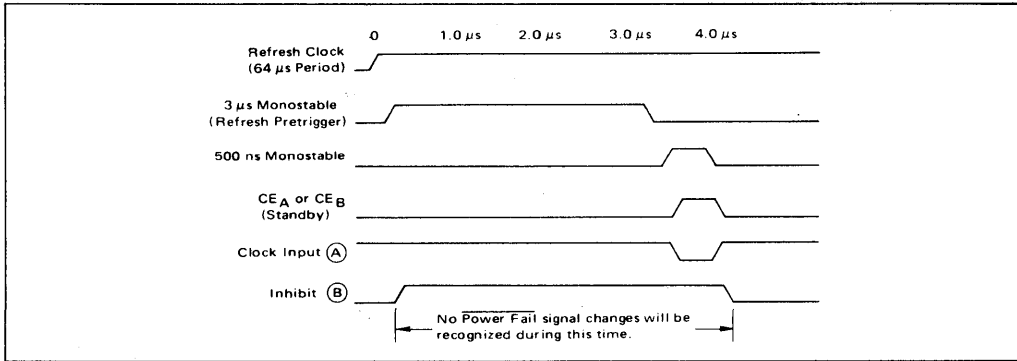 0 1.0 μs 2.0 μs 3.0 μs 4.0 μs
Refresh Clock
(64 μs Period)
3 μs Monostable
(Refresh Pretrigger)
500 ns Monostable
CE_A or CE_B
(Standby)
Clock Input Ⓐ
Inhibit Ⓑ
No Power Fail signal changes will be
recognized during this time.